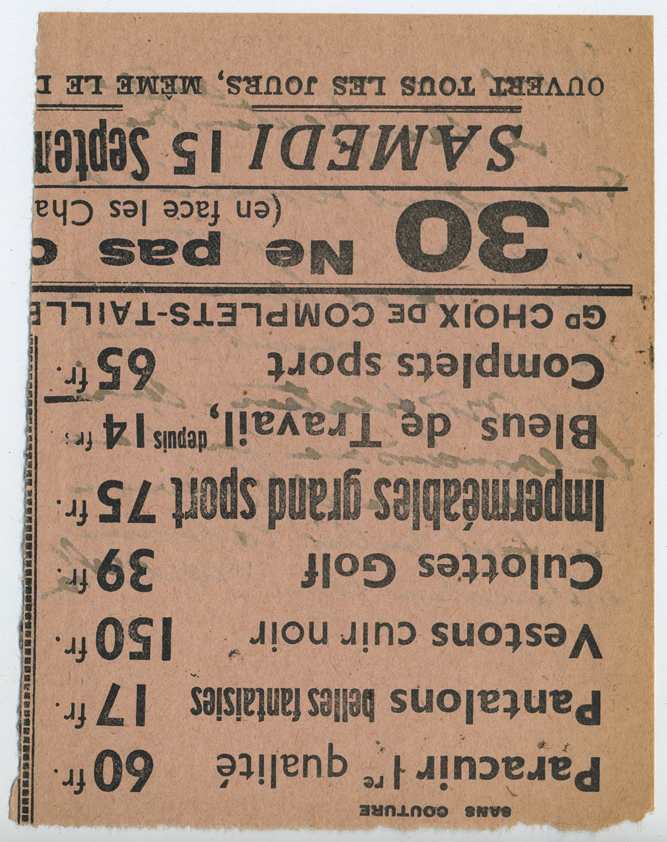 SANS COUTURE
Paracuir 1re qualité 60 fr.
Pantalons belles fantaisies 17 fr.
Vestons cuir noir 150 fr.
Culottes Golf 39 fr.
Imperméables grand sport 75 fr.
Bleus de Travail, depuis 14 frs
Complets sport 65 fr.
Gd CHOIX DE COMPLETS-TAILLE
30 Ne pas c
(en face les Cha
SAMEDI 15 Septem
OUVERT TOUS LES JOURS, MÊME LE D